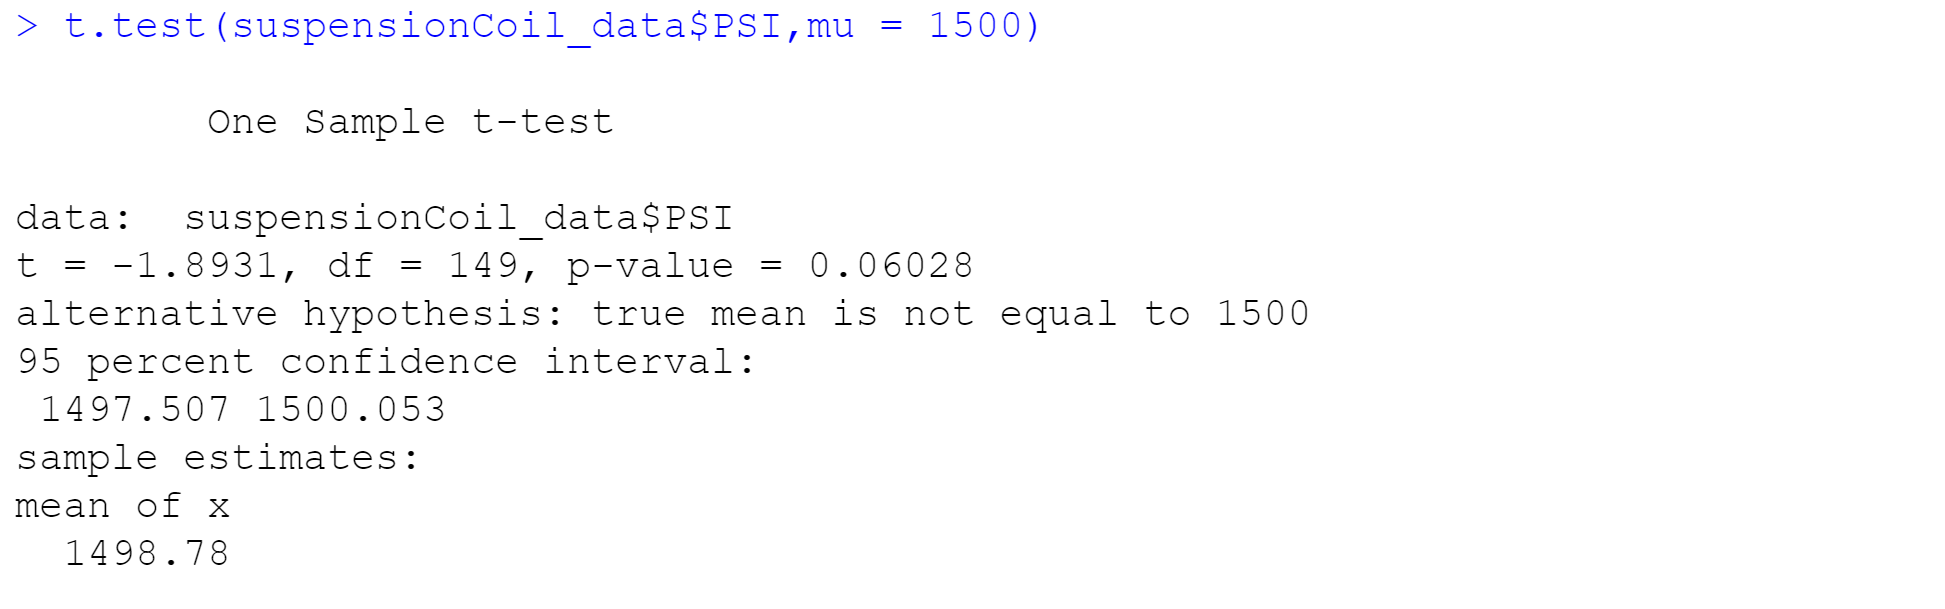 > t.test(suspensionCoil_data$PSI,mu = 1500)
One Sample t-test
data:  suspensionCoil_data$PSI
t = -1.8931, df = 149, p-value = 0.06028
alternative hypothesis: true mean is not equal to 1500
95 percent confidence interval:
1497.507 1500.053
sample estimates:
mean of x
1498.78